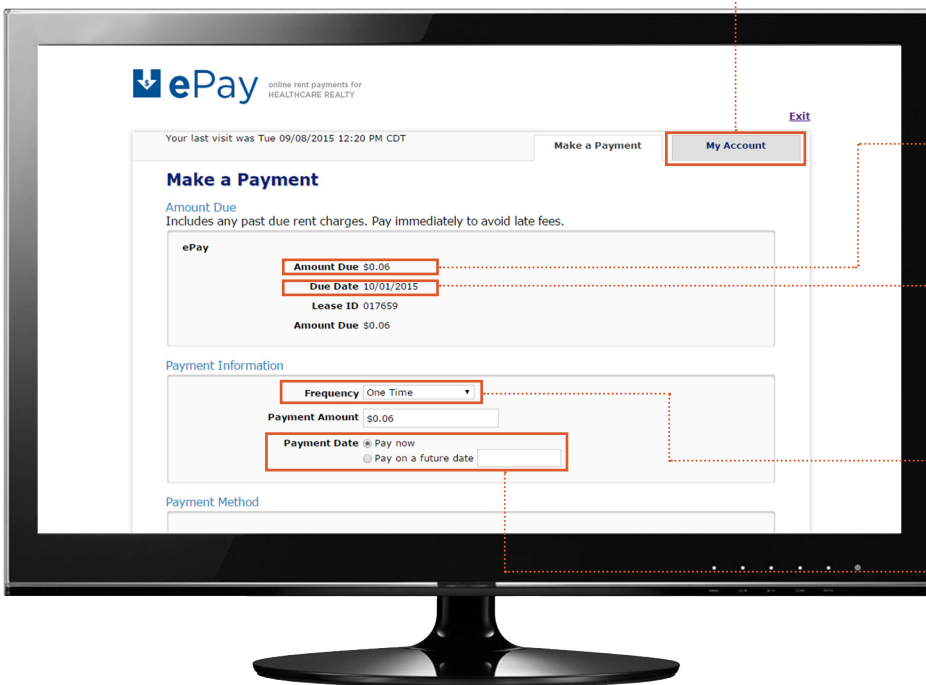 ePay
online rent payments for
HEALTHCARE REALTY
Exit
Your last visit was Tue 09/08/2015 12:20 PM CDT
Make a Payment
My Account
Make a Payment
Amount Due
Includes any past due rent charges. Pay immediately to avoid late fees.
ePay
Amount Due $0.06
Due Date 10/01/2015
Lease ID 017659
Amount Due $0.06
Payment Information
Frequency One Time
Payment Amount $0.06
Payment Date Pay now
Pay on a future date
Payment Method